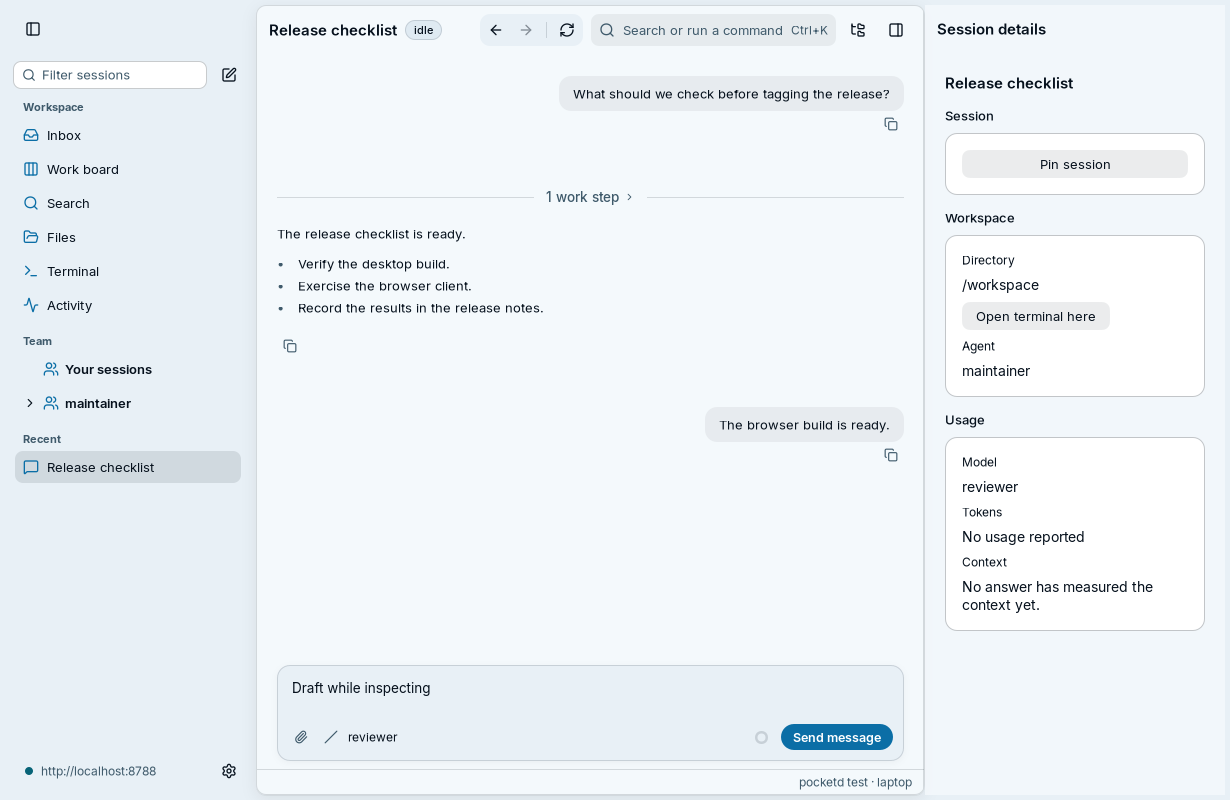 Filter sessions
Workspace
Inbox
Work board
Search
Files
Terminal
Activity
Team
Your sessions
maintainer
Recent
Release checklist
http://localhost:8788
Release checklist idle
Search or run a command Ctrl+K
What should we check before tagging the release?
1 work step
The release checklist is ready.
• Verify the desktop build.
• Exercise the browser client.
• Record the results in the release notes.
The browser build is ready.
Draft while inspecting
reviewer
Send message
pocketd test · laptop
Session details
Release checklist
Session
Pin session
Workspace
Directory
/workspace
Open terminal here
Agent
maintainer
Usage
Model
reviewer
Tokens
No usage reported
Context
No answer has measured the
context yet.